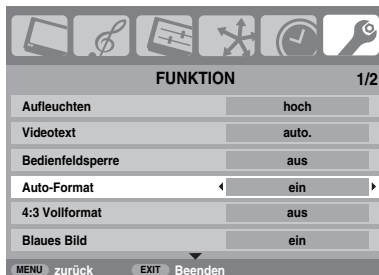 FUNKTION 1/2
Aufleuchten hoch
Videotext auto.
Bedienfeldsperre aus
Auto-Format ein
4:3 Vollformat aus
Blaues Bild ein
MENU zurück EXIT Beenden